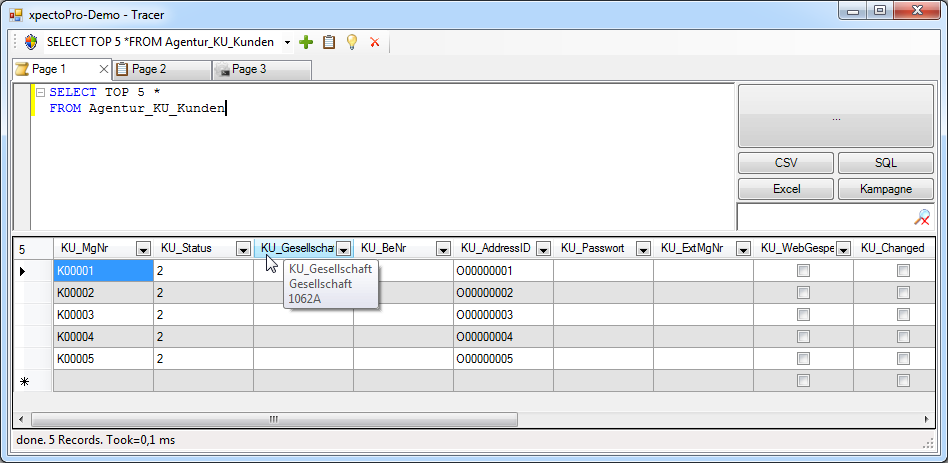 xpectoPro-Demo - Tracer
SELECT TOP 5 *FROM Agentur_KU_Kunden
Page 1 Page 2 Page 3
SELECT TOP 5 *
FROM Agentur_KU_Kunden
...
CSV SQL
Excel Kampagne
5 KU_MgNr KU_Status KU_Gesellscha KU_BeNr KU_AddressID KU_Passwort KU_ExtMgNr KU_WebGespe KU_Changed
K00001 2 O00000001
K00002 2 O00000002
K00003 2 O00000003
K00004 2 O00000004
K00005 2 O00000005
KU_Gesellschaft
Gesellschaft
1062A
done. 5 Records. Took=0,1 ms